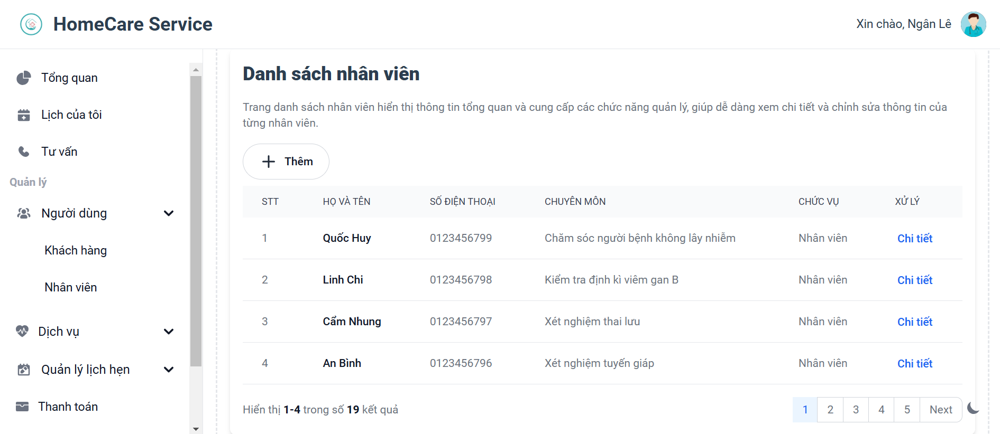 HomeCare Service
Xin chào, Ngân Lê
Tổng quan
Lịch của tôi
Tư vấn
Quản lý
Người dùng
Khách hàng
Nhân viên
Dịch vụ
Quản lý lịch hẹn
Thanh toán
Danh sách nhân viên
Trang danh sách nhân viên hiển thị thông tin tổng quan và cung cấp các chức năng quản lý, giúp dễ dàng xem chi tiết và chỉnh sửa thông tin của
từng nhân viên.
Thêm
STT HỌ VÀ TÊN SỐ ĐIỆN THOẠI CHUYÊN MÔN CHỨC VỤ XỬ LÝ
1 Quốc Huy 0123456799 Chăm sóc người bệnh không lây nhiễm Nhân viên Chi tiết
2 Linh Chi 0123456798 Kiểm tra định kì viêm gan B Nhân viên Chi tiết
3 Cẩm Nhung 0123456797 Xét nghiệm thai lưu Nhân viên Chi tiết
4 An Bình 0123456796 Xét nghiệm tuyến giáp Nhân viên Chi tiết
Hiển thị 1-4 trong số 19 kết quả
1 2 3 4 5 Next